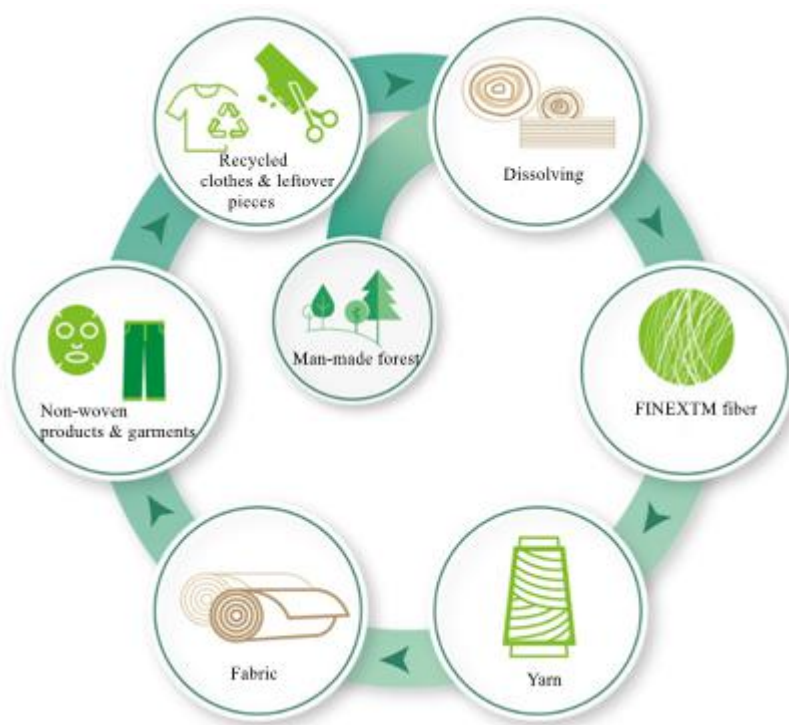 Recycled
clothes & leftover
pieces
Dissolving
Man-made forest
FINEXTM fiber
Non-woven
products & garments
Fabric
Yarn